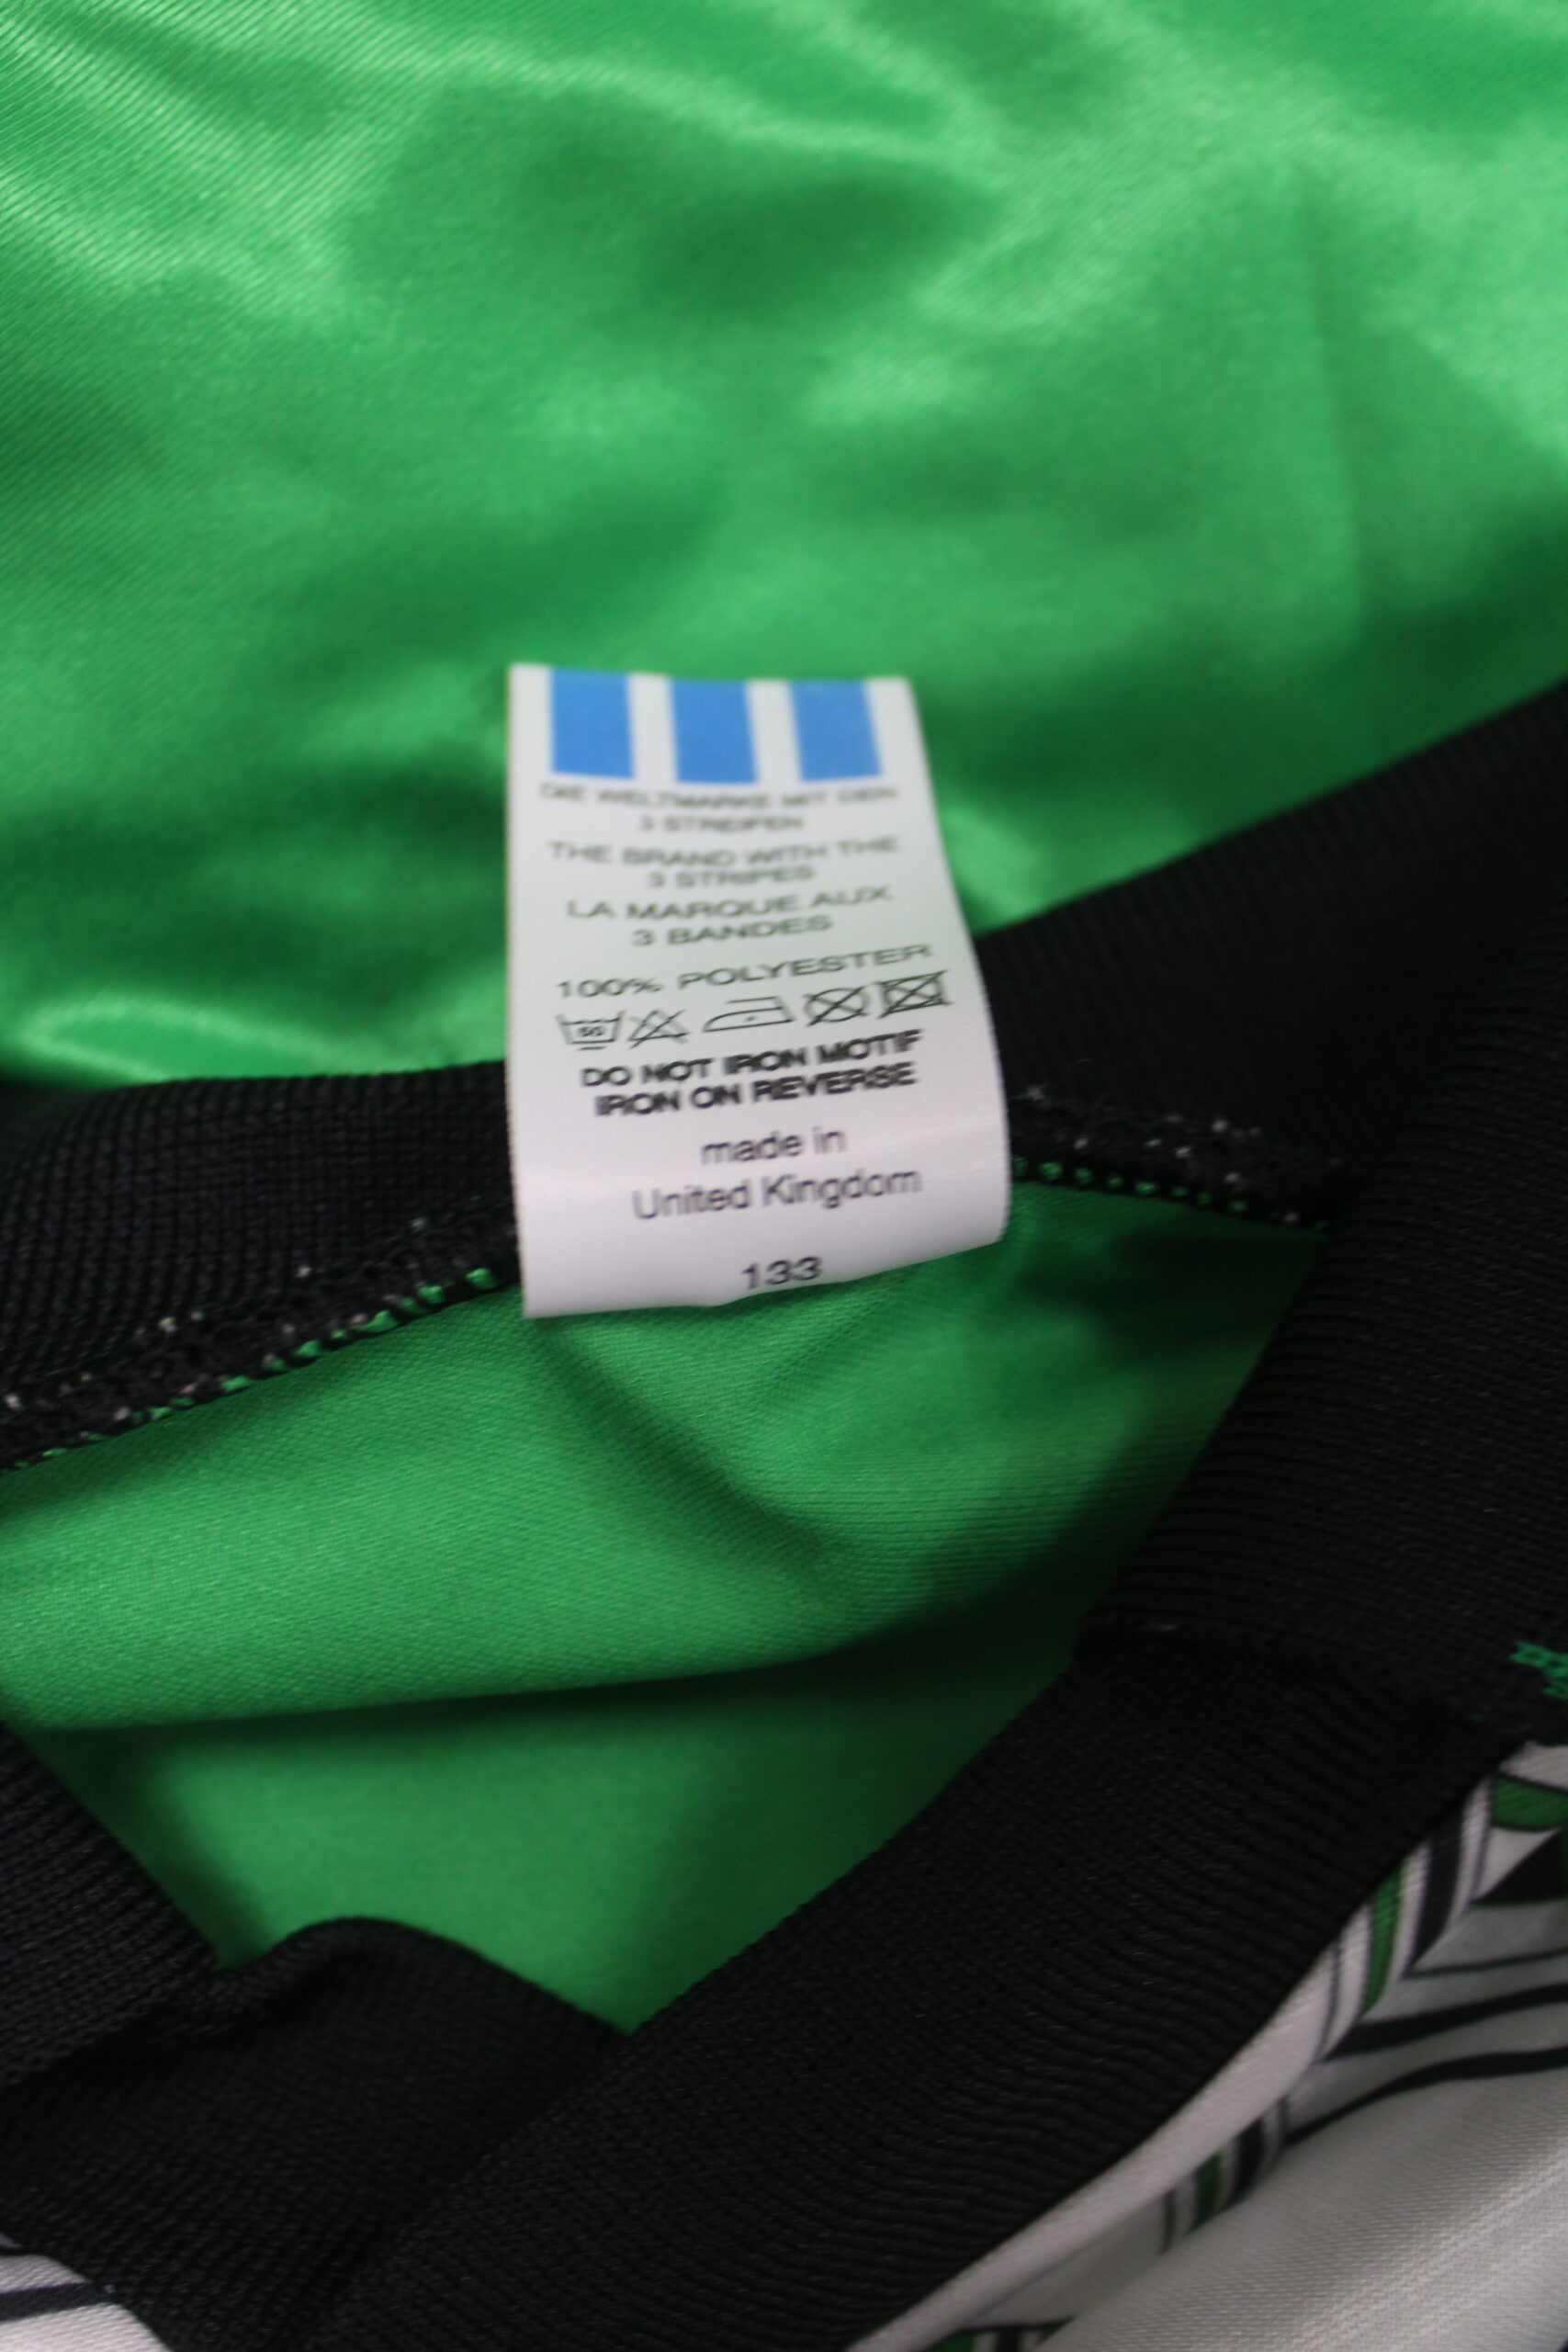 DIE WELTMARKE MIT DEN
3 STREIFEN
THE BRAND WITH THE
3 STRIPES
LA MARQUE AUX
3 BANDES
100% POLYESTER
DO NOT IRON MOTIF
IRON ON REVERSE
made in
United Kingdom
133